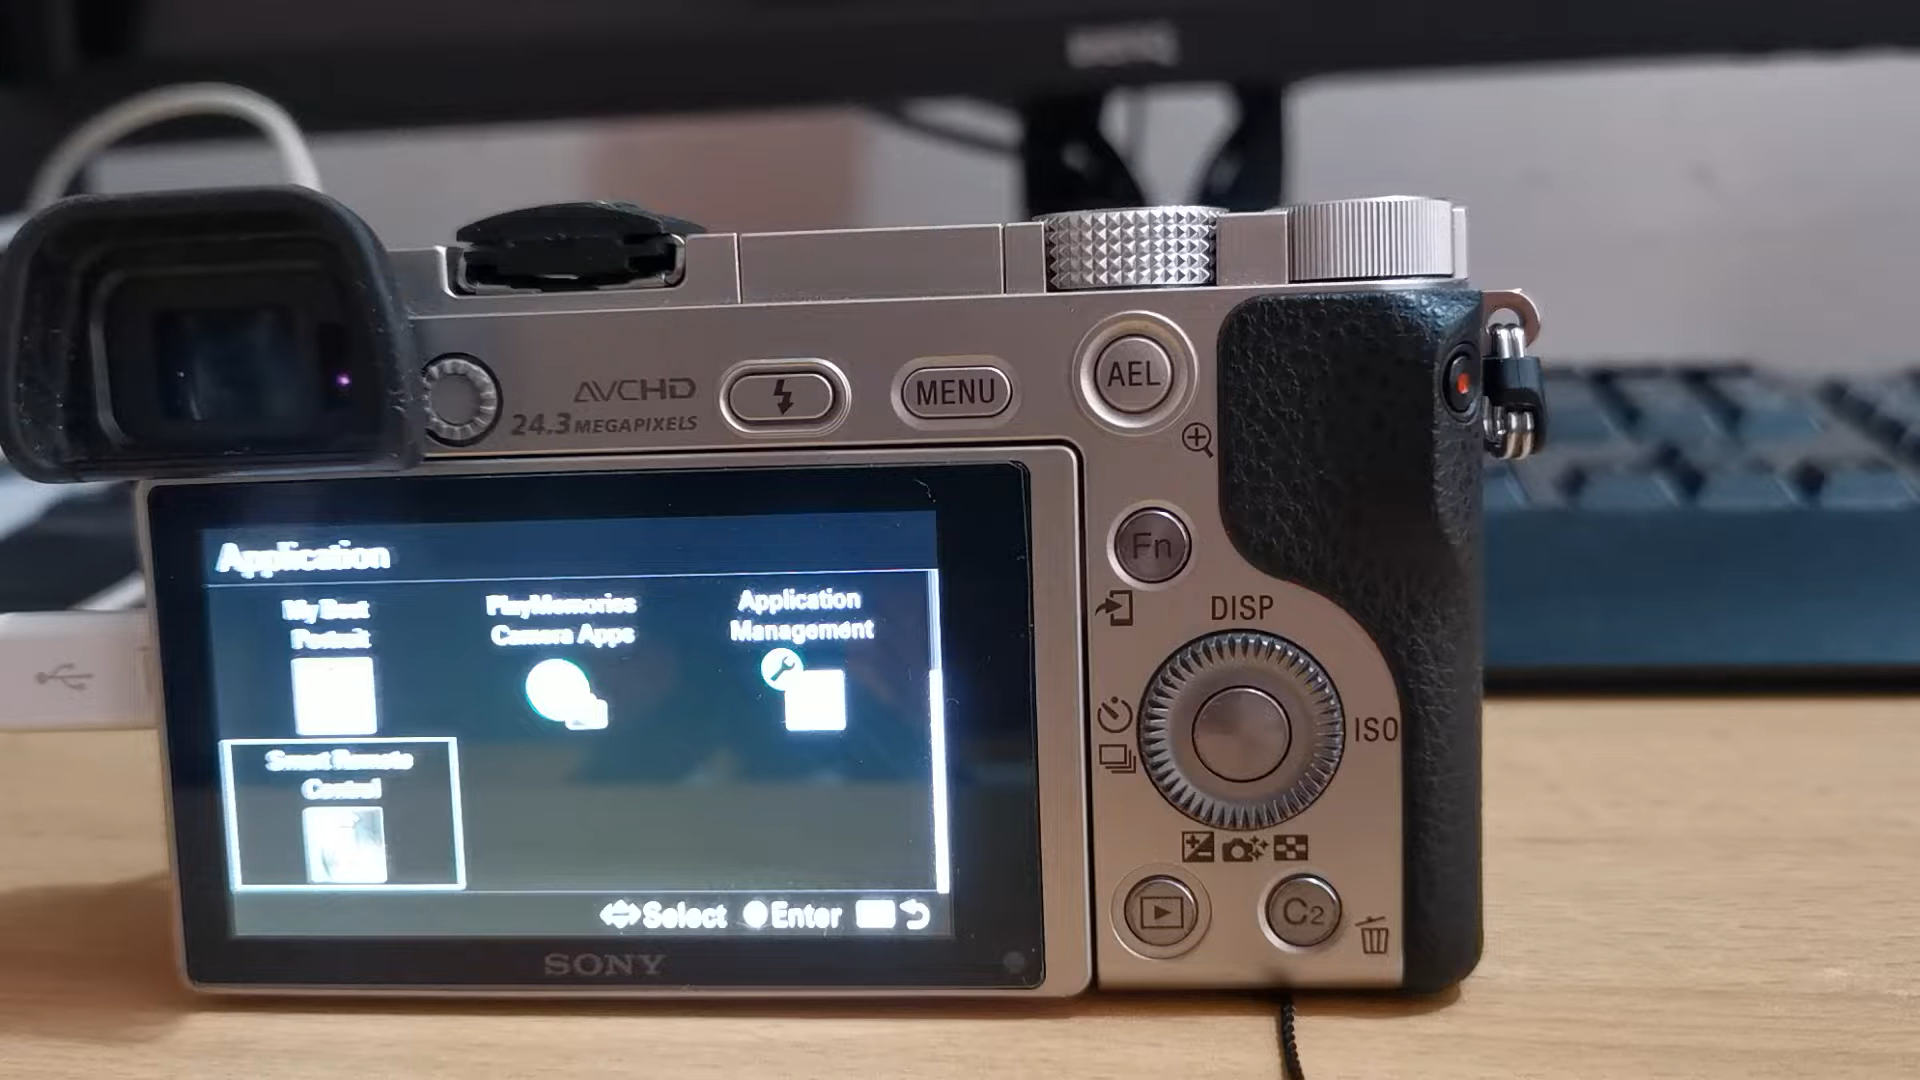 BENQ
AVCHD
24.3 MEGAPIXELS
MENU
AEL
Fn
DISP
ISO
C2
Application
My Best
Portrait
PlayMemories
Camera Apps
Application
Management
Smart Remote
Control
Select Enter
SONY